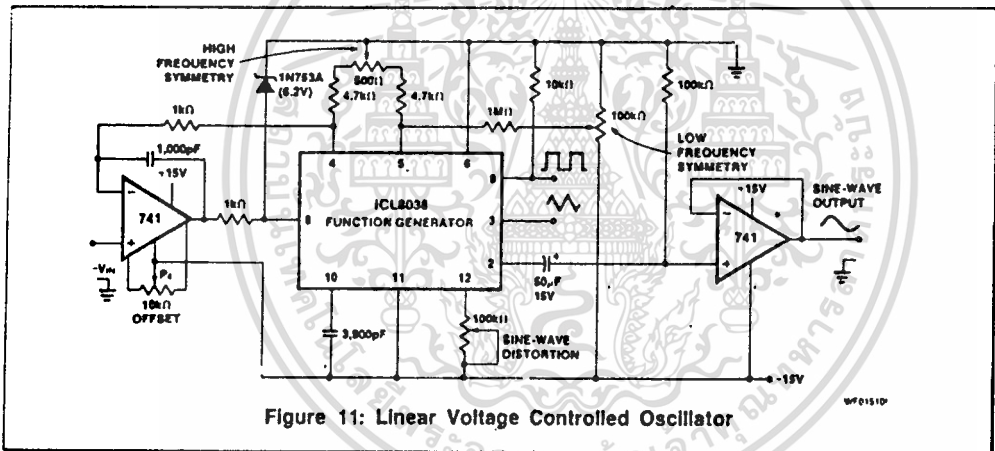 HIGH
FREQUENCY
SYMMETRY
1N753A
(6.2V)
500Ω
4.7kΩ
4.7kΩ
10kΩ
100kΩ
1kΩ
1MΩ
100kΩ
LOW
FREQUENCY
SYMMETRY
1,000pF
+15V
741
1kΩ
-VIN
P4
10kΩ
OFFSET
4
5
6
8
9
3
2
10
11
12
ICL8038
FUNCTION GENERATOR
50μF
15V
+
+15V
741
SINE-WAVE
OUTPUT
3,900pF
100kΩ
SINE-WAVE
DISTORTION
-15V
Figure 11: Linear Voltage Controlled Oscillator